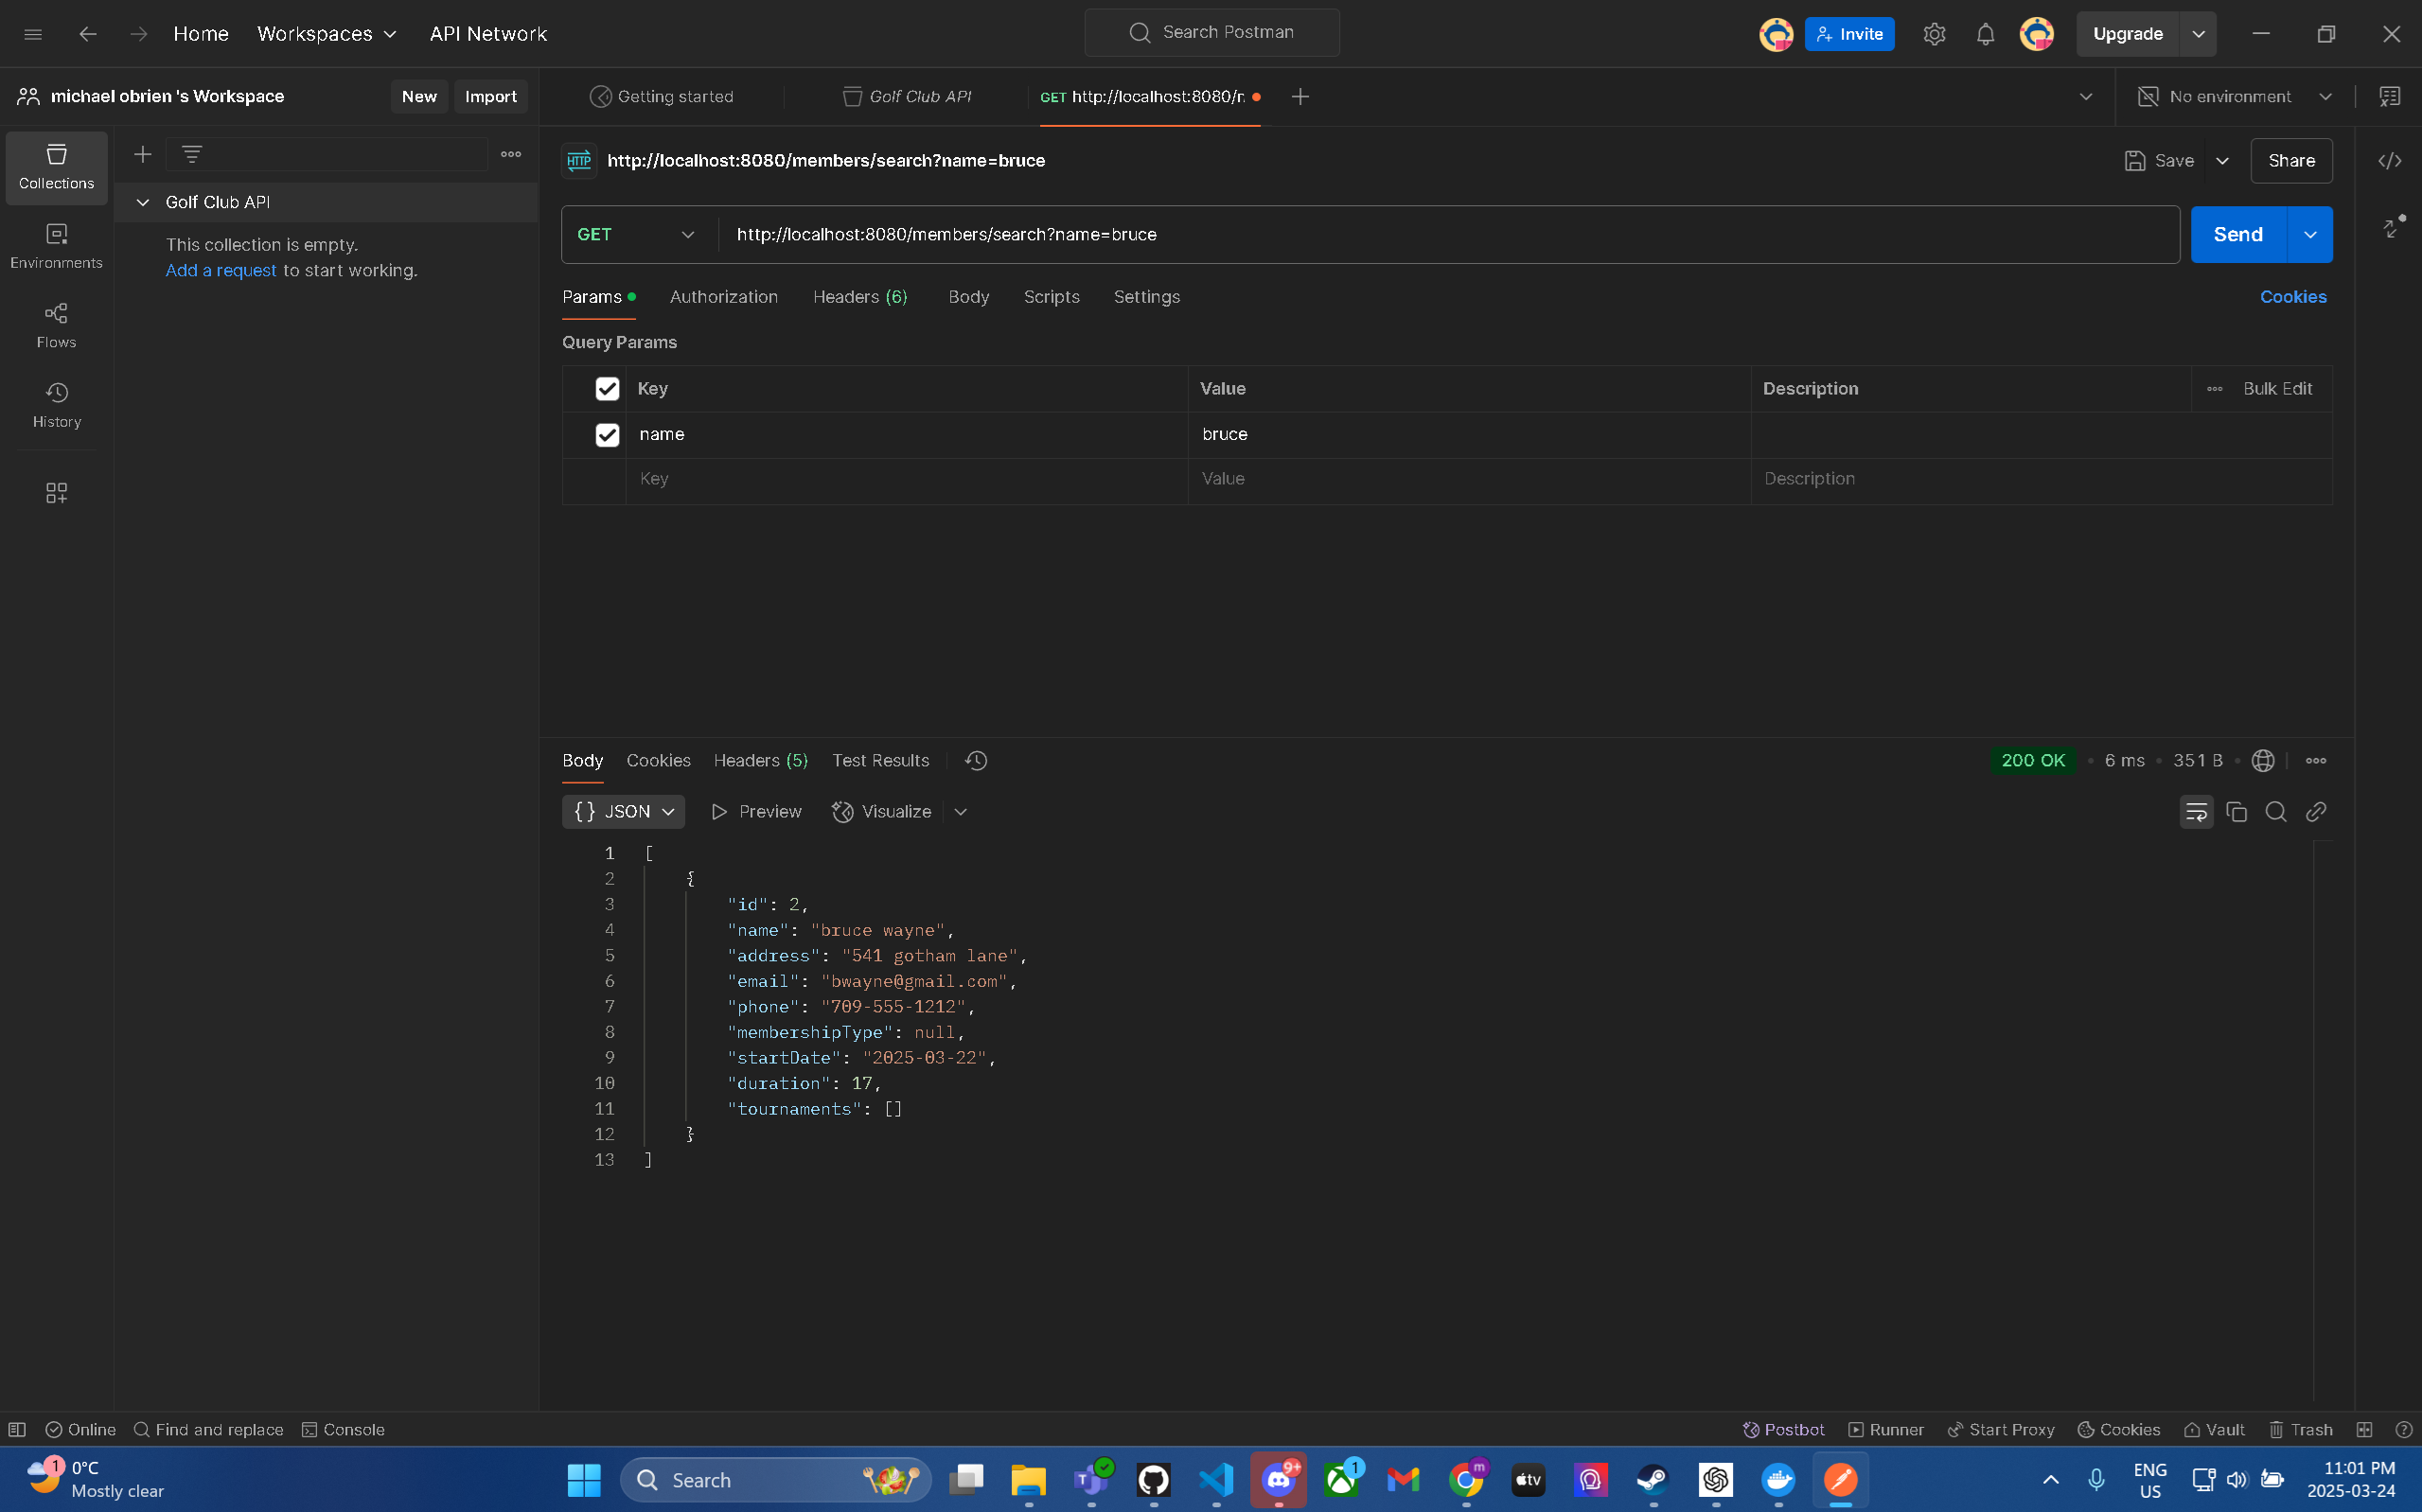 Home Workspaces API Network Search Postman Invite Upgrade
michael obrien 's Workspace New Import Getting started Golf Club API GET http://localhost:8080/r No environment
Collections
Golf Club API
This collection is empty.
Add a request to start working.
Environments
Flows
History
HTTP http://localhost:8080/members/search?name=bruce Save Share
GET http://localhost:8080/members/search?name=bruce Send
Params Authorization Headers (6) Body Scripts Settings Cookies
Query Params
Key Value Description Bulk Edit
name bruce
Key Value Description
Body Cookies Headers (5) Test Results 200 OK 6 ms 351 B
{} JSON Preview Visualize
1 [
2 {
3 "id": 2,
4 "name": "bruce wayne",
5 "address": "541 gotham lane",
6 "email": "bwayne@gmail.com",
7 "phone": "709-555-1212",
8 "membershipType": null,
9 "startDate": "2025-03-22",
10 "duration": 17,
11 "tournaments": []
12 }
13 ]
Online Find and replace Console Postbot Runner Start Proxy Cookies Vault Trash
1 0°C
Mostly clear
Search
T 9+ 1 m tv
ENG
US
11:01 PM
2025-03-24